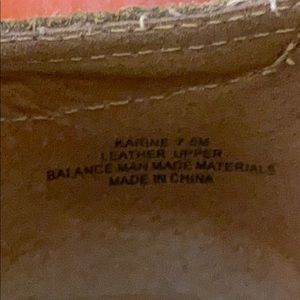 KARINE 7.5M
LEATHER UPPER
BALANCE MAN MADE MATERIALS
MADE IN CHINA